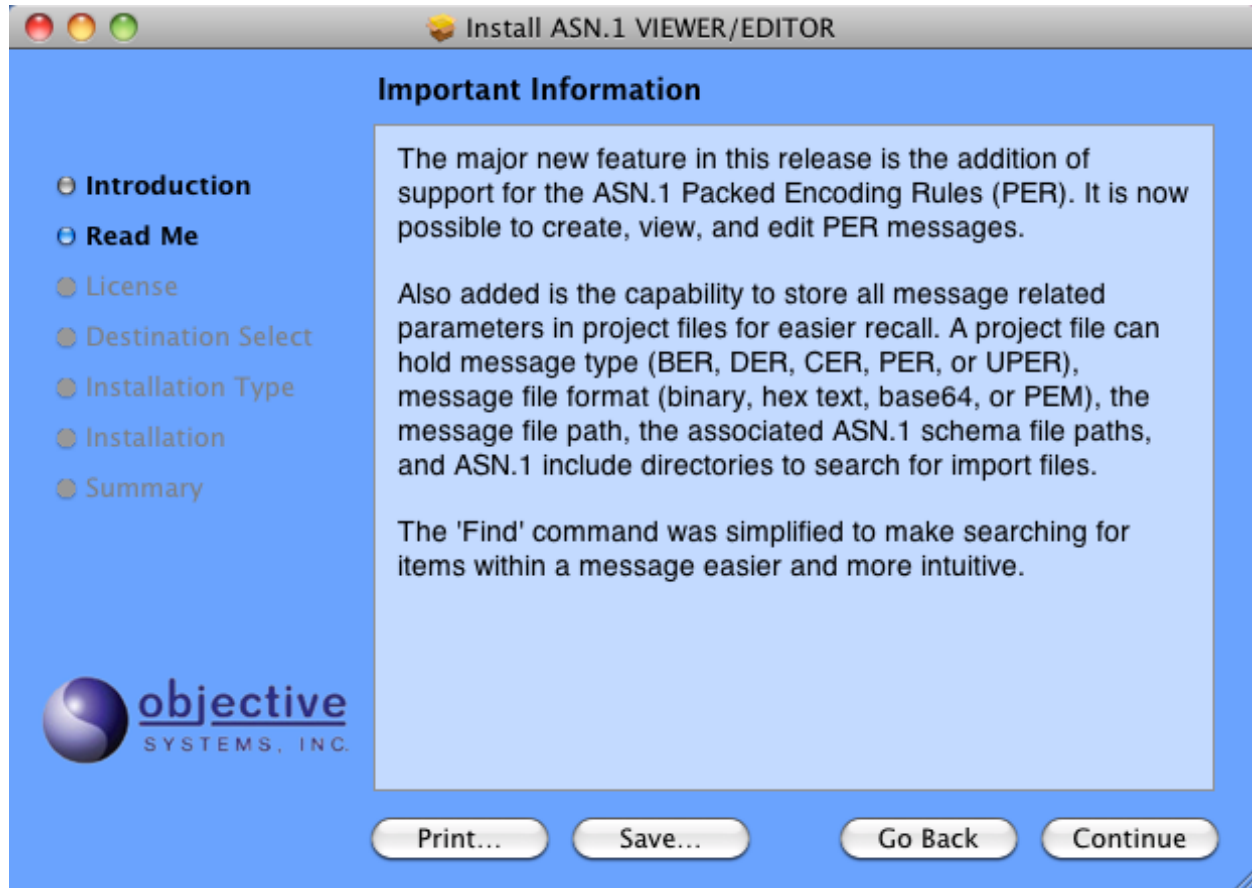 Install ASN.1 VIEWER/EDITOR
Important Information
Introduction
Read Me
License
Destination Select
Installation Type
Installation
Summary
The major new feature in this release is the addition of
support for the ASN.1 Packed Encoding Rules (PER). It is now
possible to create, view, and edit PER messages.
Also added is the capability to store all message related
parameters in project files for easier recall. A project file can
hold message type (BER, DER, CER, PER, or UPER),
message file format (binary, hex text, base64, or PEM), the
message file path, the associated ASN.1 schema file paths,
and ASN.1 include directories to search for import files.
The 'Find' command was simplified to make searching for
items within a message easier and more intuitive.
objective
SYSTEMS, INC.
Print...
Save...
Go Back
Continue